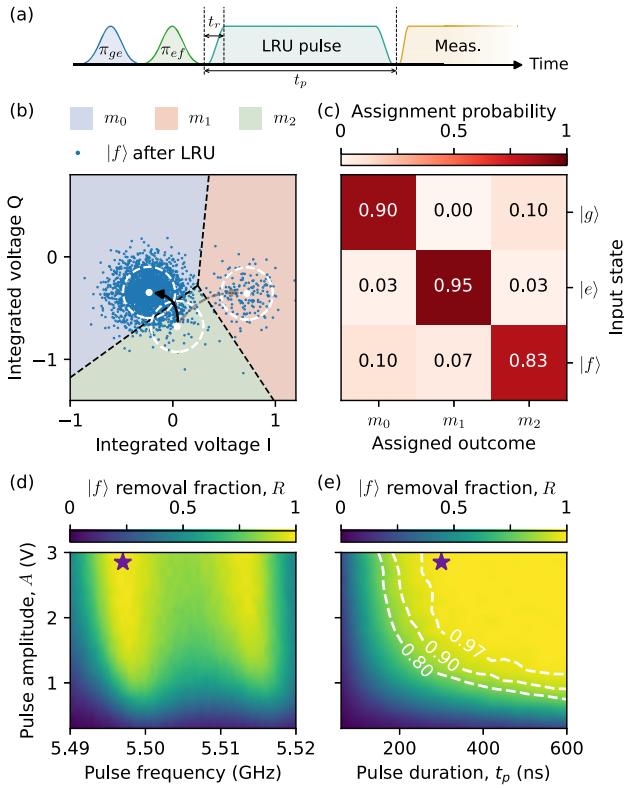 (a)
t_r
π_ge
π_ef
LRU pulse
Meas.
t_p
Time
(b)
m_0
m_1
m_2
|f⟩ after LRU
Integrated voltage Q
0
−1
−1
0
1
Integrated voltage I
(c)
Assignment probability
0
0.5
1
0.90
0.00
0.10
|g⟩
0.03
0.95
0.03
|e⟩
0.10
0.07
0.83
|f⟩
Input state
m_0
m_1
m_2
Assigned outcome
(d)
|f⟩ removal fraction, R
0
0.5
1
Pulse amplitude, A (V)
3
2
1
5.49
5.50
5.51
5.52
Pulse frequency (GHz)
(e)
|f⟩ removal fraction, R
0
0.5
1
0.97
0.90
0.80
200
400
600
Pulse duration, t_p (ns)